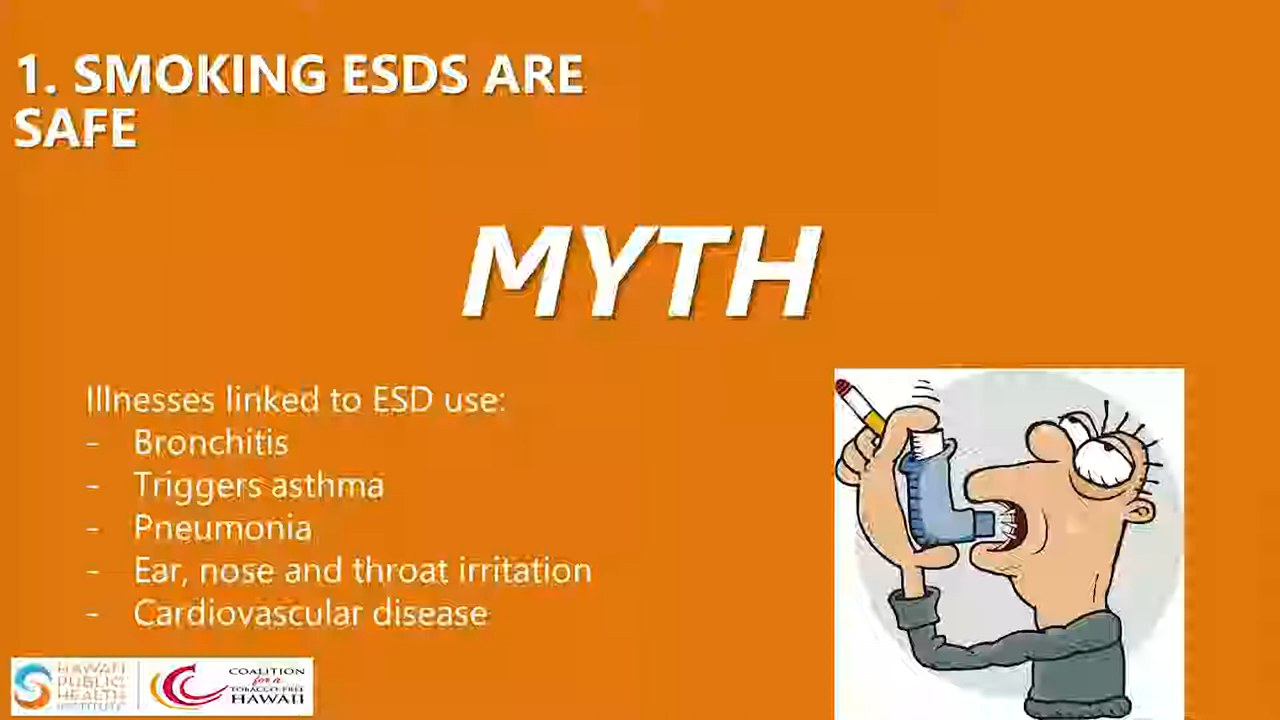 1. SMOKING ESDS ARE
SAFE
MYTH
Illnesses linked to ESD use:
- Bronchitis
- Triggers asthma
- Pneumonia
- Ear, nose and throat irritation
- Cardiovascular disease
HAWAI'I
PUBLIC
HEALTH
INSTITUTE
COALITION
for a
TOBACCO-FREE
HAWAII